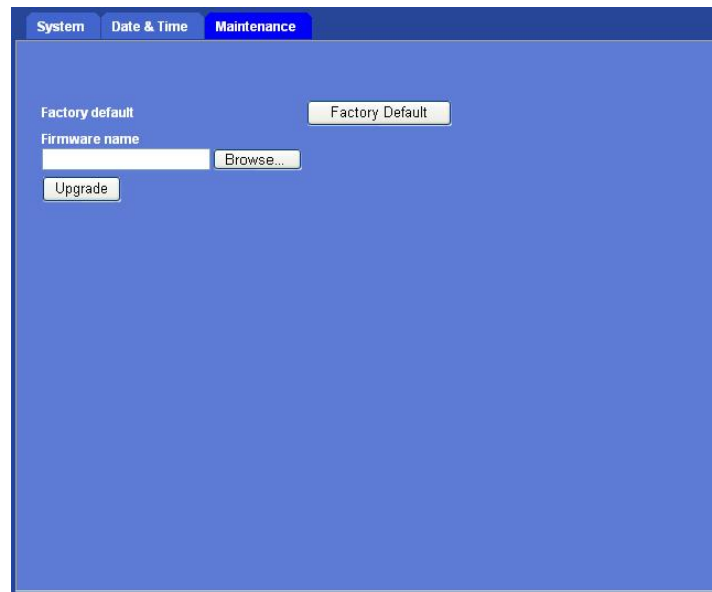 System Date & Time Maintenance
Factory default Factory Default
Firmware name
Browse...
Upgrade